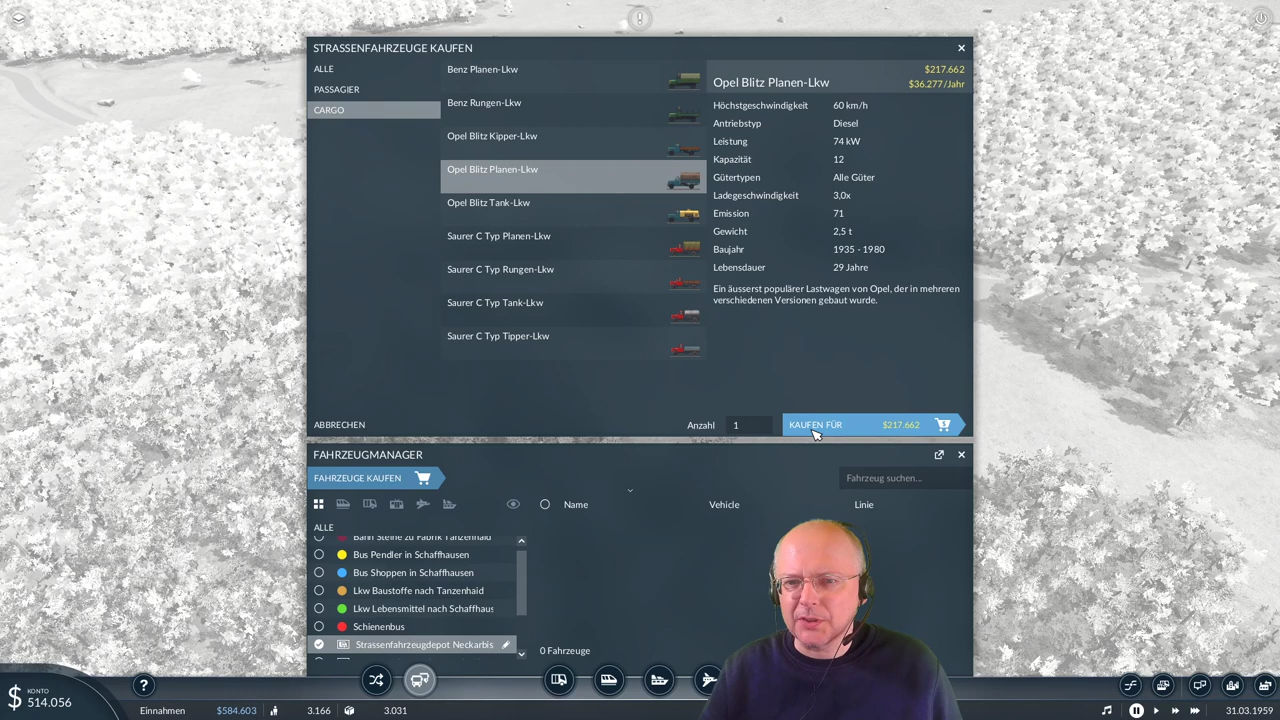 STRASSENFAHRZEUGE KAUFEN
ALLE
PASSAGIER
CARGO
Benz Planen-Lkw
Benz Rungen-Lkw
Opel Blitz Kipper-Lkw
Opel Blitz Planen-Lkw
Opel Blitz Tank-Lkw
Saurer C Typ Planen-Lkw
Saurer C Typ Rungen-Lkw
Saurer C Typ Tank-Lkw
Saurer C Typ Tipper-Lkw
$217.662
Opel Blitz Planen-Lkw $36.277/Jahr
Höchstgeschwindigkeit 60 km/h
Antriebstyp Diesel
Leistung 74 kW
Kapazität 12
Gütertypen Alle Güter
Ladegeschwindigkeit 3,0x
Emission 71
Gewicht 2,5 t
Baujahr 1935 - 1980
Lebensdauer 29 Jahre
Ein äusserst populärer Lastwagen von Opel, der in mehreren
verschiedenen Versionen gebaut wurde.
ABBRECHEN Anzahl 1 KAUFEN FÜR $217.662
FAHRZEUGMANAGER
FAHRZEUGE KAUFEN Fahrzeug suchen...
Name Vehicle Linie
ALLE
Bahn Steine zu Fabrik Tanzenhaid
Bus Pendler in Schaffhausen
Bus Shoppen in Schaffhausen
Lkw Baustoffe nach Tanzenhaid
Lkw Lebensmittel nach Schaffhaus
Schienenbus
Strassenfahrzeugdepot Neckarbis
0 Fahrzeuge
KONTO
$ 514.056
?
Einnahmen $584.603 3.166 3.031 31.03.1959